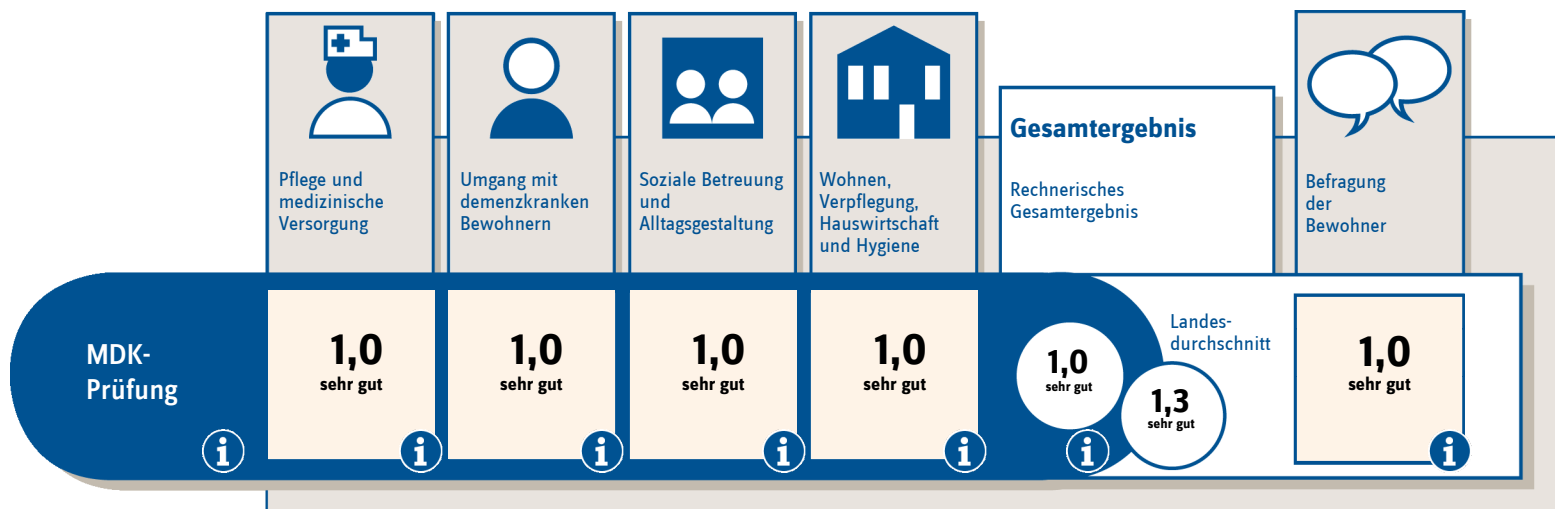 Pflege und
medizinische
Versorgung
Umgang mit
demenzkranken
Bewohnern
Soziale Betreuung
und
Alltagsgestaltung
Wohnen,
Verpflegung,
Hauswirtschaft
und Hygiene
Gesamtergebnis
Rechnerisches
Gesamtergebnis
Befragung
der
Bewohner
MDK-
Prüfung
i
1,0
sehr gut
i
1,0
sehr gut
i
1,0
sehr gut
i
1,0
sehr gut
i
1,0
sehr gut
i
Landes-
durchschnitt
1,3
sehr gut
1,0
sehr gut
i